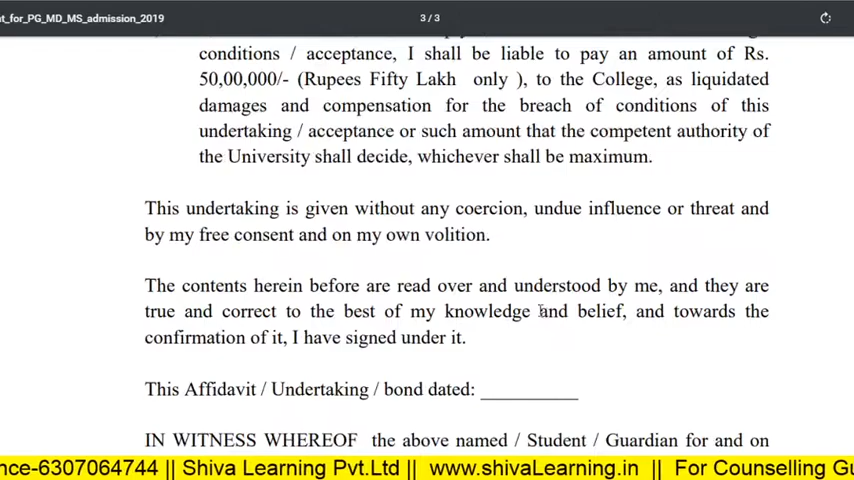 nt_for_PG_MD_MS_admission_2019
3 / 3
conditions / acceptance, I shall be liable to pay an amount of Rs.
50,00,000/- (Rupees Fifty Lakh only ), to the College, as liquidated
damages and compensation for the breach of conditions of this
undertaking / acceptance or such amount that the competent authority of
the University shall decide, whichever shall be maximum.
This undertaking is given without any coercion, undue influence or threat and
by my free consent and on my own volition.
The contents herein before are read over and understood by me, and they are
true and correct to the best of my knowledge and belief, and towards the
confirmation of it, I have signed under it.
This Affidavit / Undertaking / bond dated: __________
IN WITNESS WHEREOF the above named / Student / Guardian for and on
nce-6307064744 || Shiva Learning Pvt.Ltd || www.shivaLearning.in || For Counselling Gu